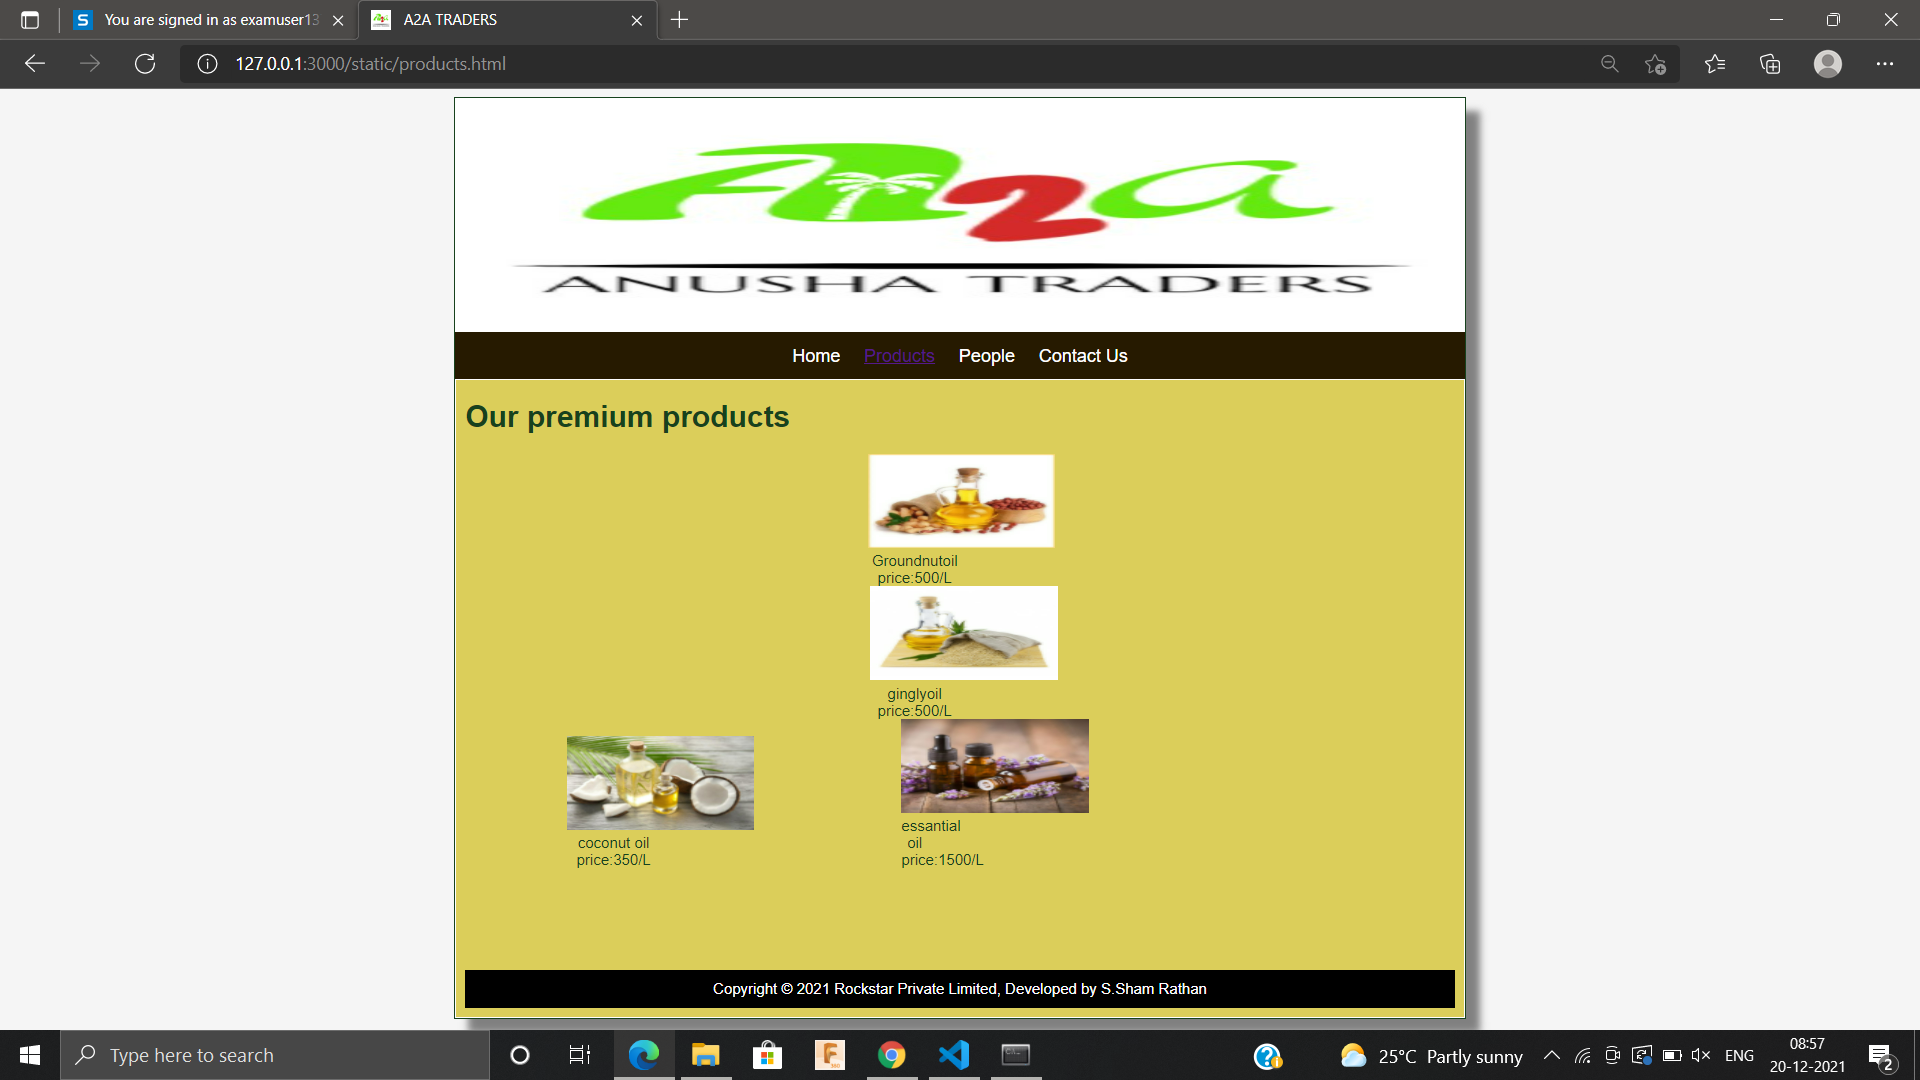 You are signed in as examuser13
A2A TRADERS
127.0.0.1:3000/static/products.html
A2a
ANUSHA TRADERS
Home Products People Contact Us
Our premium products
Groundnutoil
price:500/L
ginglyoil
price:500/L
coconut oil
price:350/L
essantial
oil
price:1500/L
Copyright © 2021 Rockstar Private Limited, Developed by S.Sham Rathan
Type here to search
25°C Partly sunny
ENG
08:57
20-12-2021
2